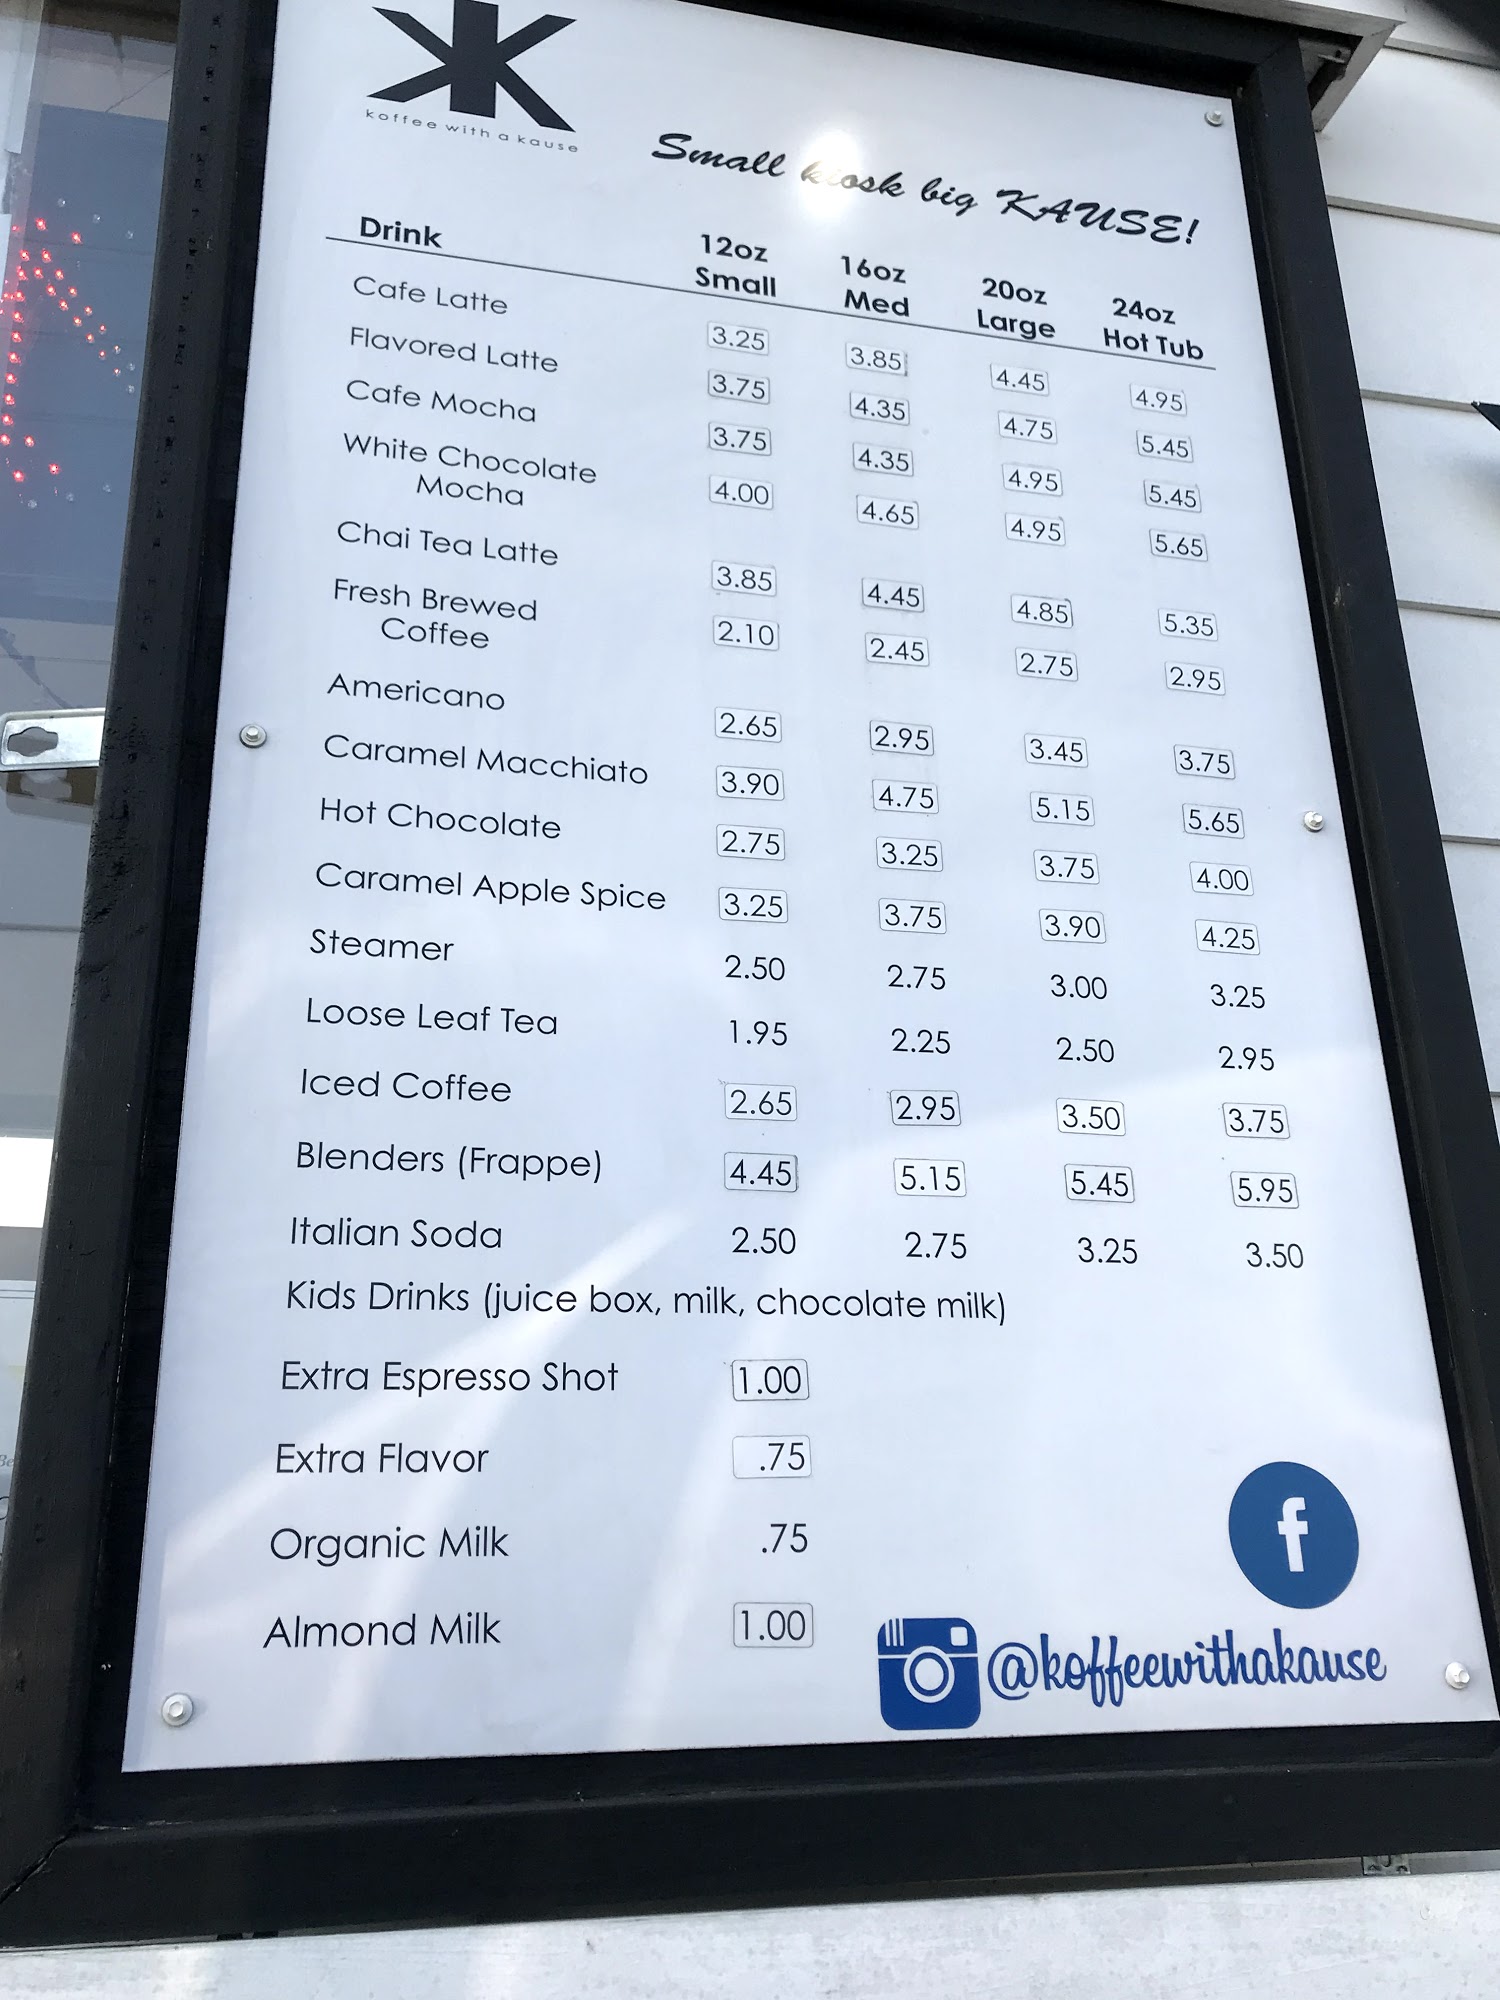 koffee with a kause
Small kiosk big KAUSE!
Drink 12oz Small 16oz Med 20oz Large 24oz Hot Tub
Cafe Latte 3.25 3.85 4.45 4.95
Flavored Latte 3.75 4.35 4.75 5.45
Cafe Mocha 3.75 4.35 4.95 5.45
White Chocolate Mocha 4.00 4.65 4.95 5.65
Chai Tea Latte 3.85 4.45 4.85 5.35
Fresh Brewed Coffee 2.10 2.45 2.75 2.95
Americano 2.65 2.95 3.45 3.75
Caramel Macchiato 3.90 4.75 5.15 5.65
Hot Chocolate 2.75 3.25 3.75 4.00
Caramel Apple Spice 3.25 3.75 3.90 4.25
Steamer 2.50 2.75 3.00 3.25
Loose Leaf Tea 1.95 2.25 2.50 2.95
Iced Coffee 2.65 2.95 3.50 3.75
Blenders (Frappe) 4.45 5.15 5.45 5.95
Italian Soda 2.50 2.75 3.25 3.50
Kids Drinks (juice box, milk, chocolate milk)
Extra Espresso Shot 1.00
Extra Flavor .75
Organic Milk .75
Almond Milk 1.00
f
@koffeewithakause